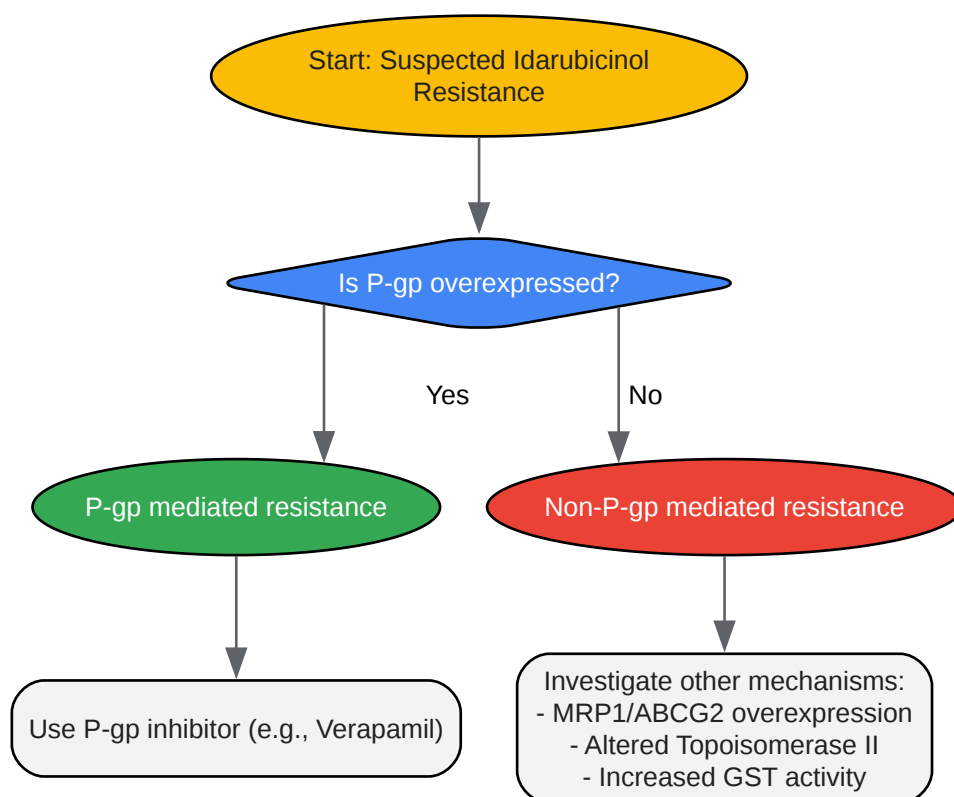 Start: Suspected Idarubicinol
Resistance
Is P-gp overexpressed?
Yes
No
P-gp mediated resistance
Non-P-gp mediated resistance
Use P-gp inhibitor (e.g., Verapamil)
Investigate other mechanisms:
- MRP1/ABCG2 overexpression
- Altered Topoisomerase II
- Increased GST activity